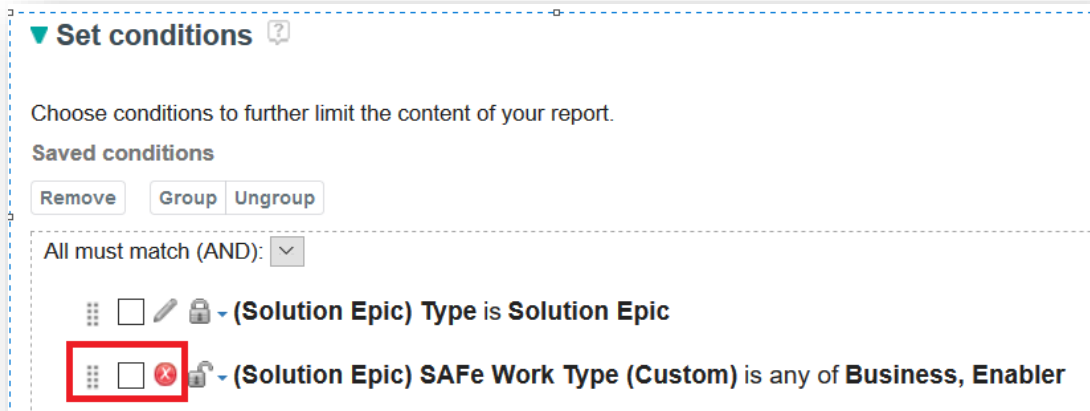 Set conditions ?
Choose conditions to further limit the content of your report.
Saved conditions
Remove Group Ungroup
All must match (AND):
(Solution Epic) Type is Solution Epic
(Solution Epic) SAFe Work Type (Custom) is any of Business, Enabler